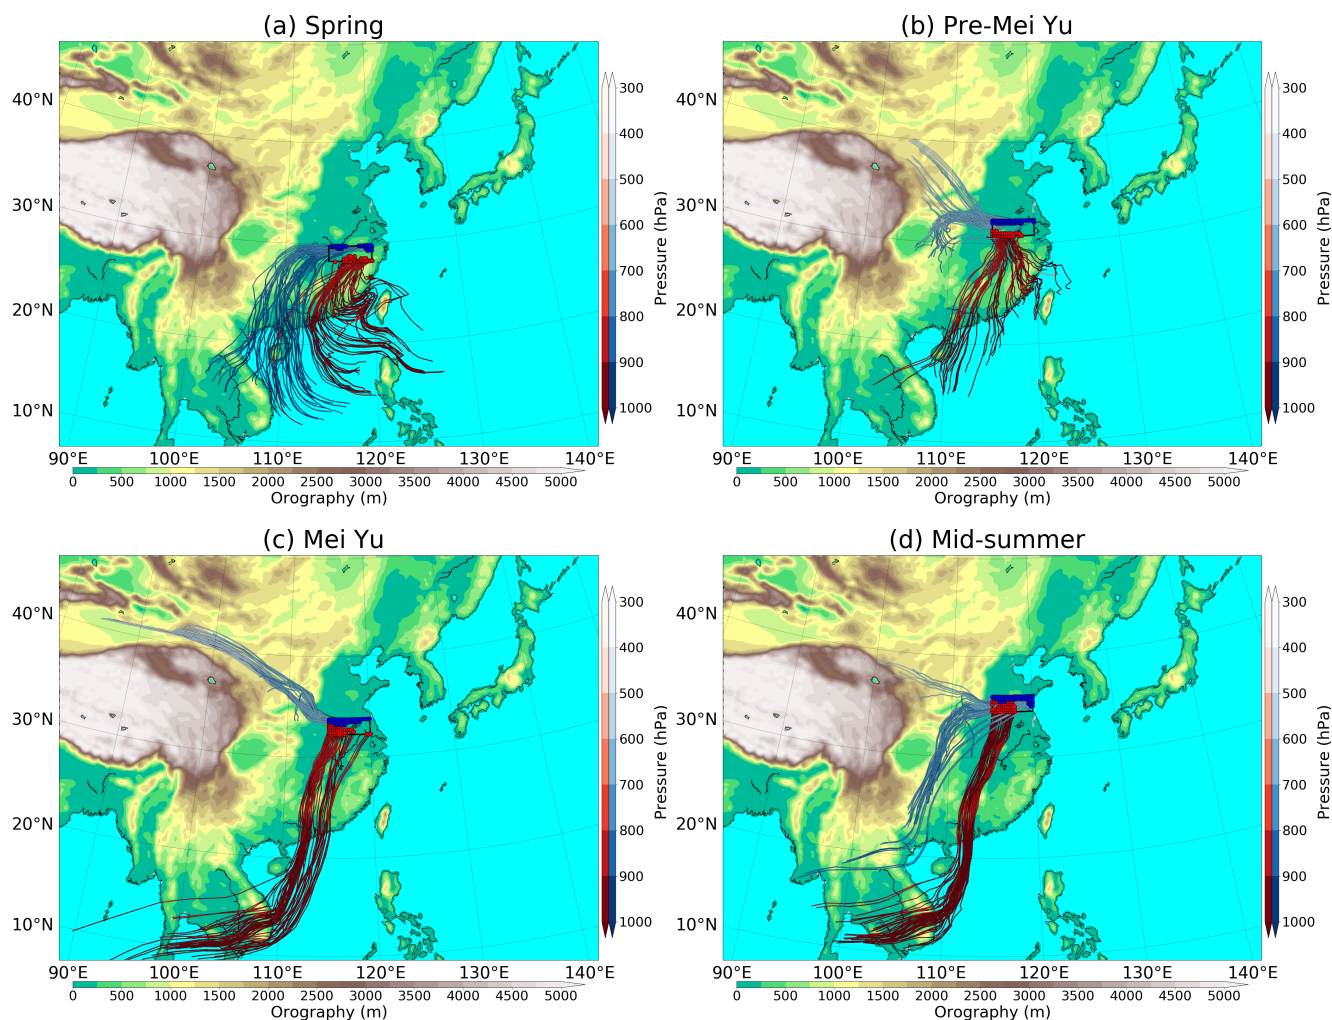 (a) Spring
40°N
30°N
20°N
10°N
90°E 100°E 110°E 120°E 130°E 140°E
300
400
500
600
700
800
900
1000
Pressure (hPa)
0 500 1000 1500 2000 2500 3000 3500 4000 4500 5000
Orography (m)
(b) Pre-Mei Yu
40°N
30°N
20°N
10°N
90°E 100°E 110°E 120°E 130°E 140°E
300
400
500
600
700
800
900
1000
Pressure (hPa)
0 500 1000 1500 2000 2500 3000 3500 4000 4500 5000
Orography (m)
(c) Mei Yu
40°N
30°N
20°N
10°N
90°E 100°E 110°E 120°E 130°E 140°E
300
400
500
600
700
800
900
1000
Pressure (hPa)
0 500 1000 1500 2000 2500 3000 3500 4000 4500 5000
Orography (m)
(d) Mid-summer
40°N
30°N
20°N
10°N
90°E 100°E 110°E 120°E 130°E 140°E
300
400
500
600
700
800
900
1000
Pressure (hPa)
0 500 1000 1500 2000 2500 3000 3500 4000 4500 5000
Orography (m)